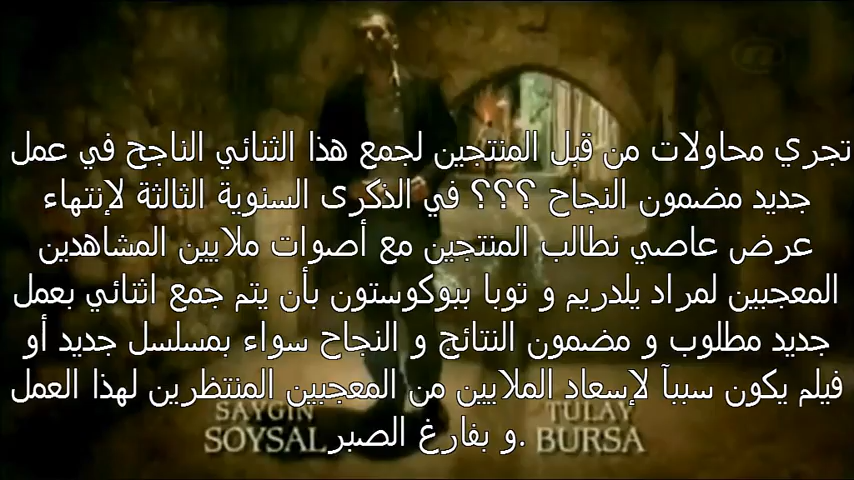 تجري محاولات من قبل المنتجين لجمع هذا الثنائي الناجح في عمل
جديد مضمون النجاح ؟؟؟ في الذكرى السنوية الثالثة لإنتهاء
عرض عاصي نطالب المنتجين مع أصوات ملايين المشاهدين
المعجبين لمراد يلدريم و توبا ببوكوستون بأن يتم جمع اثتائي بعمل
جديد مطلوب و مضمون النتائج و النجاح سواء بمسلسل جديد أو
فيلم يكون سببآ لإسعاد الملايين من المعجبين المنتظرين لهذا العمل
و بفارغ الصبر.
SAYGIN SOYSAL
TULAY BURSA